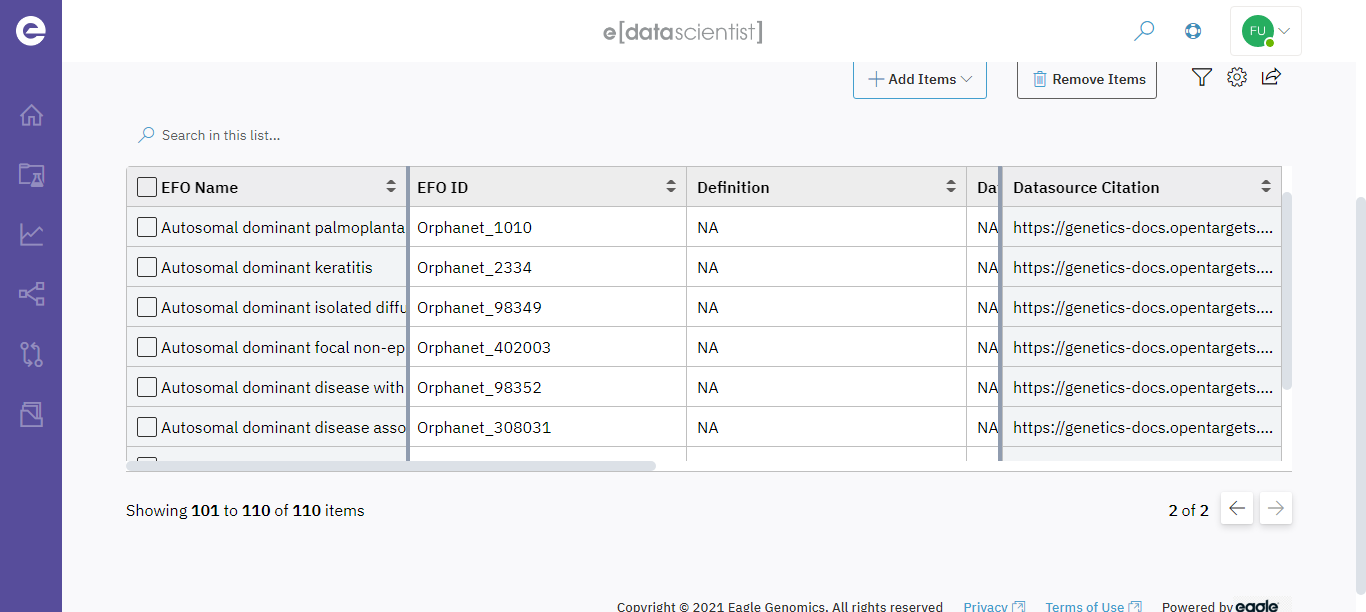 e[datascientist]
FU
Add Items
Remove Items
Search in this list...
EFO Name EFO ID Definition Da Datasource Citation
Autosomal dominant palmoplanta Orphanet_1010 NA NA https://genetics-docs.opentargets....
Autosomal dominant keratitis Orphanet_2334 NA NA https://genetics-docs.opentargets....
Autosomal dominant isolated diffu Orphanet_98349 NA NA https://genetics-docs.opentargets....
Autosomal dominant focal non-ep Orphanet_402003 NA NA https://genetics-docs.opentargets....
Autosomal dominant disease with Orphanet_98352 NA NA https://genetics-docs.opentargets....
Autosomal dominant disease asso Orphanet_308031 NA NA https://genetics-docs.opentargets....
Showing 101 to 110 of 110 items
2 of 2
Copyright © 2021 Eagle Genomics. All rights reserved Privacy Terms of Use Powered by eagle